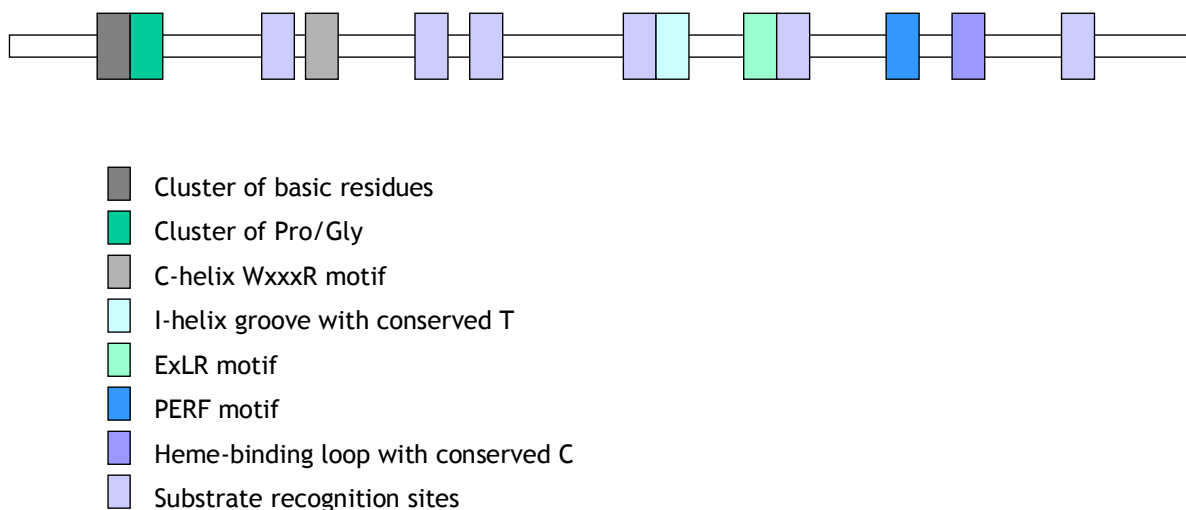 Cluster of basic residues
Cluster of Pro/Gly
C-helix WxxxR motif
I-helix groove with conserved T
ExLR motif
PERF motif
Heme-binding loop with conserved C
Substrate recognition sites